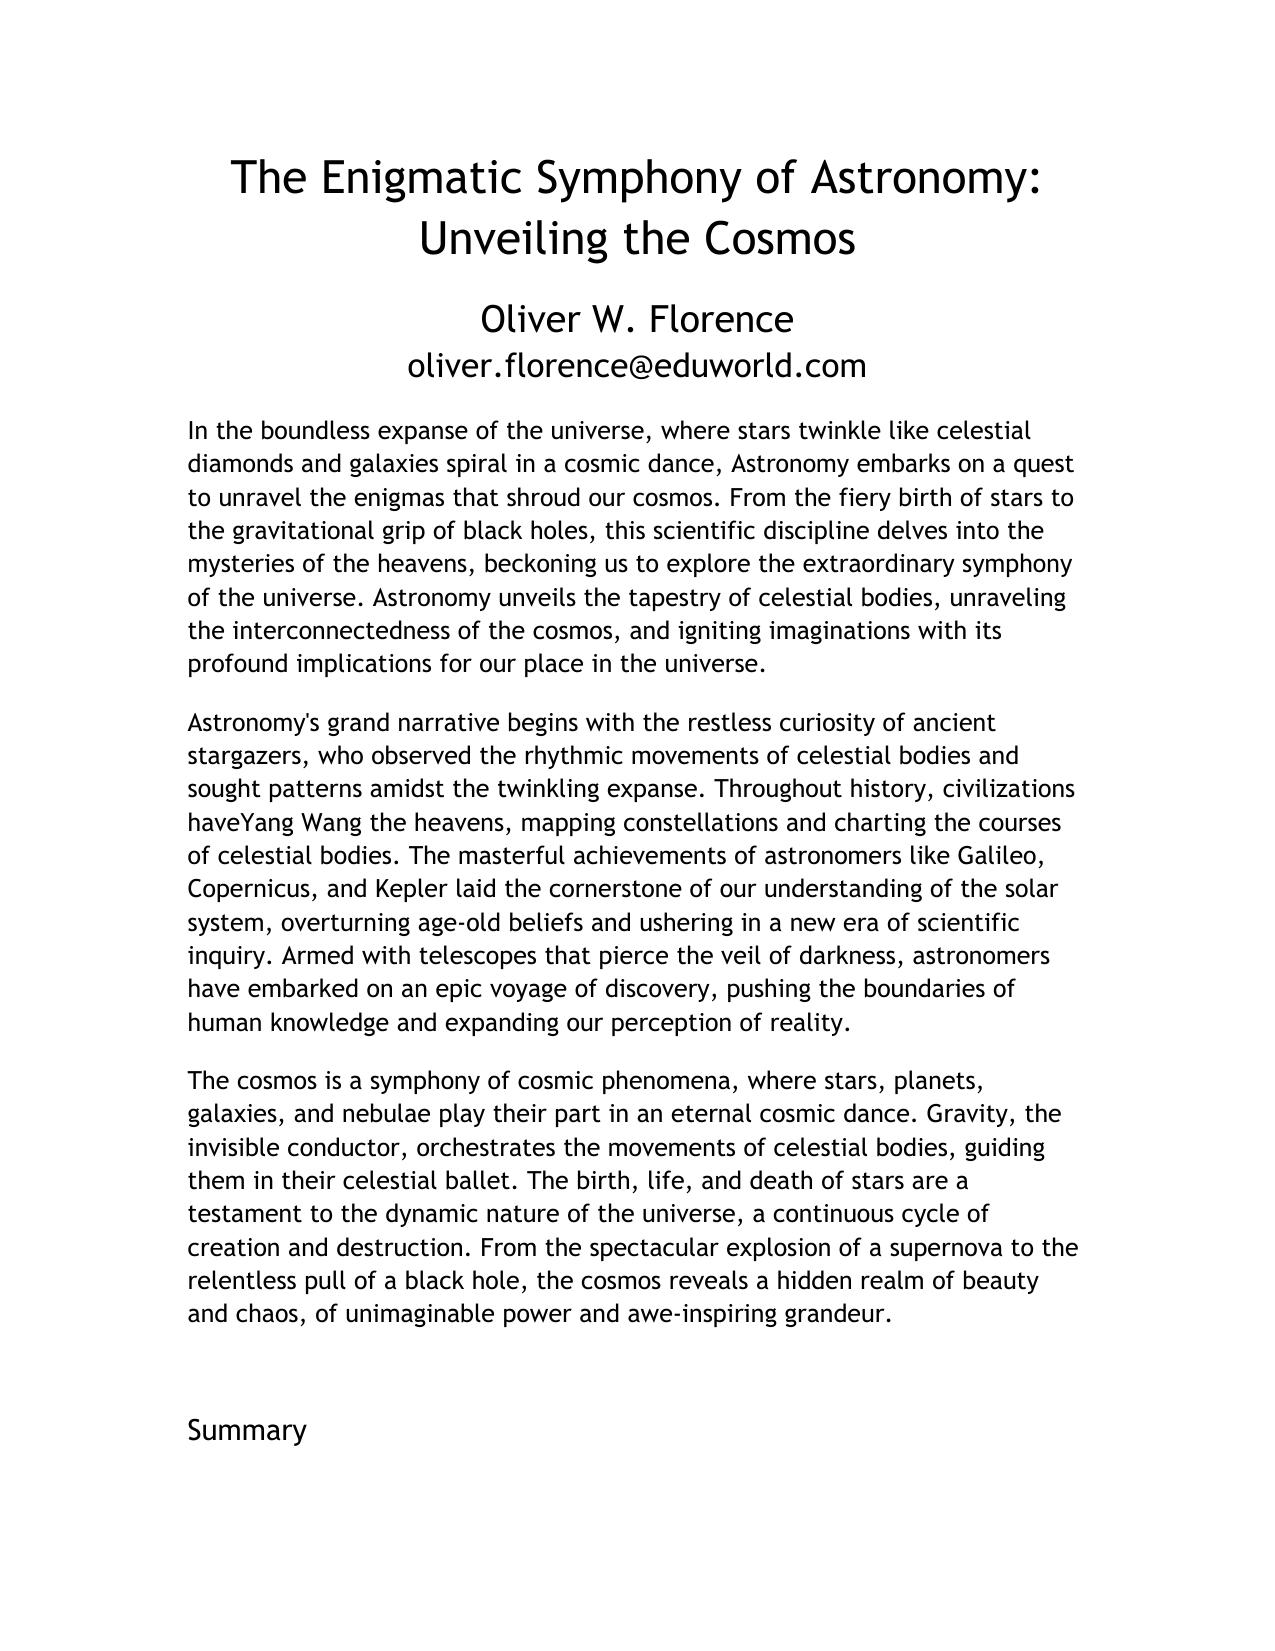 The Enigmatic Symphony of Astronomy:
Unveiling the Cosmos
Oliver W. Florence
oliver.florence@eduworld.com
In the boundless expanse of the universe, where stars twinkle like celestial
diamonds and galaxies spiral in a cosmic dance, Astronomy embarks on a quest
to unravel the enigmas that shroud our cosmos. From the fiery birth of stars to
the gravitational grip of black holes, this scientific discipline delves into the
mysteries of the heavens, beckoning us to explore the extraordinary symphony
of the universe. Astronomy unveils the tapestry of celestial bodies, unraveling
the interconnectedness of the cosmos, and igniting imaginations with its
profound implications for our place in the universe.
Astronomy's grand narrative begins with the restless curiosity of ancient
stargazers, who observed the rhythmic movements of celestial bodies and
sought patterns amidst the twinkling expanse. Throughout history, civilizations
haveYang Wang the heavens, mapping constellations and charting the courses
of celestial bodies. The masterful achievements of astronomers like Galileo,
Copernicus, and Kepler laid the cornerstone of our understanding of the solar
system, overturning age-old beliefs and ushering in a new era of scientific
inquiry. Armed with telescopes that pierce the veil of darkness, astronomers
have embarked on an epic voyage of discovery, pushing the boundaries of
human knowledge and expanding our perception of reality.
The cosmos is a symphony of cosmic phenomena, where stars, planets,
galaxies, and nebulae play their part in an eternal cosmic dance. Gravity, the
invisible conductor, orchestrates the movements of celestial bodies, guiding
them in their celestial ballet. The birth, life, and death of stars are a
testament to the dynamic nature of the universe, a continuous cycle of
creation and destruction. From the spectacular explosion of a supernova to the
relentless pull of a black hole, the cosmos reveals a hidden realm of beauty
and chaos, of unimaginable power and awe-inspiring grandeur.
Summary